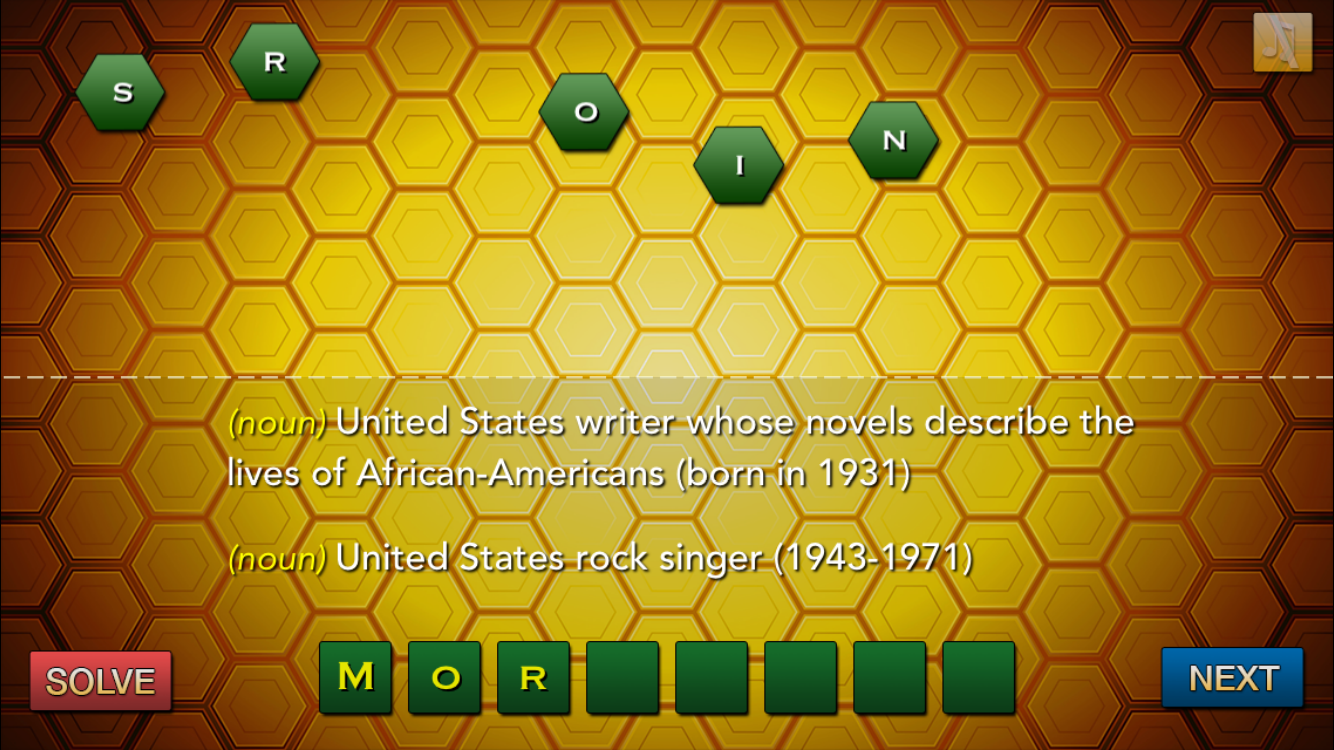 S R O I N
(noun) United States writer whose novels describe the
lives of African-Americans (born in 1931)
(noun) United States rock singer (1943-1971)
SOLVE M O R NEXT